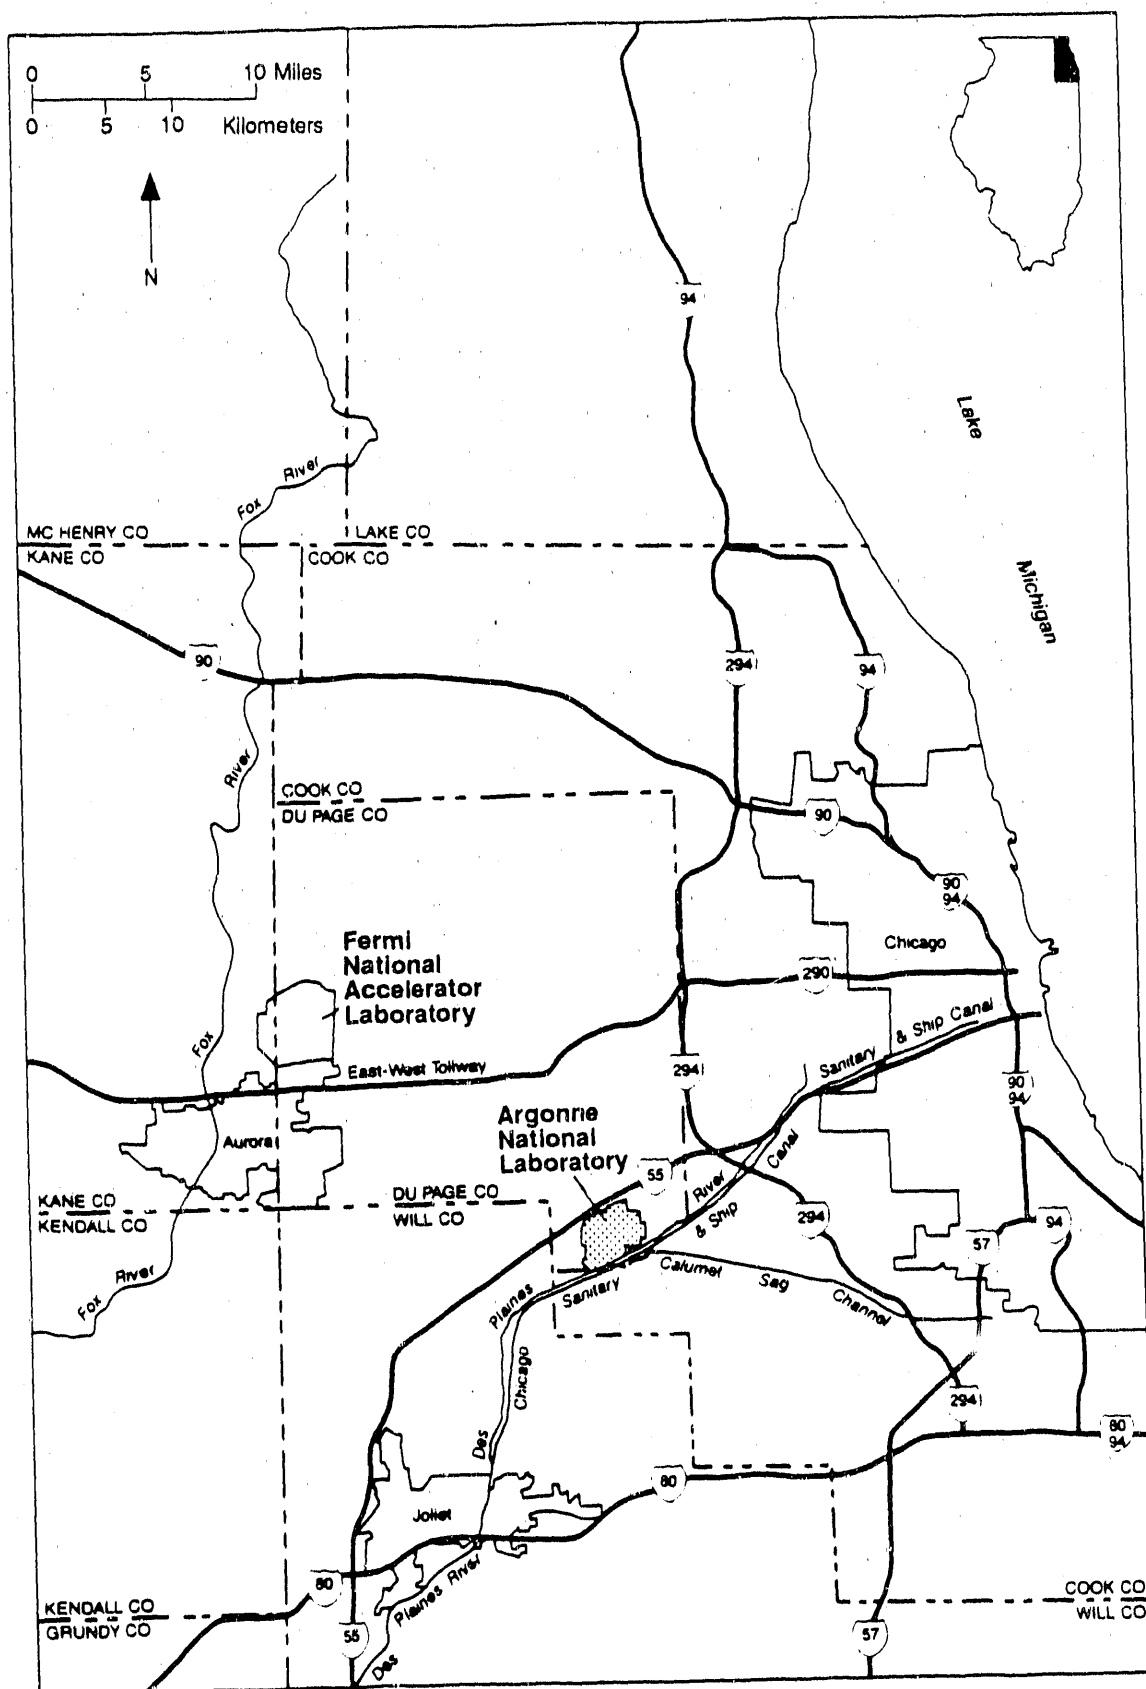 0 5 10 Miles
0 5 10 Kilometers
N
94
Lake
Michigan
Fox River
MC HENRY CO
LAKE CO
KANE CO
COOK CO
90
294
94
River
COOK CO
DU PAGE CO
90
90
94
Chicago
Fermi
National
Accelerator
Laboratory
290
Fox
Sanitary & Ship Canal
East-West Tollway
294
90
94
Argonne
National
Laboratory
Aurora
55
River
Canal
& Ship
KANE CO
KENDALL CO
DU PAGE CO
WILL CO
294
94
57
Fox River
Plaines
Sanitary
Calumet Sag Channel
Chicago
Des
294
80
94
80
Joliet
80
Des Plaines River
KENDALL CO
GRUNDY CO
55
57
COOK CO
WILL CO